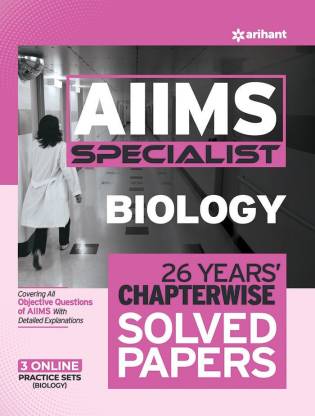 arihant
AIIMS
SPECIALIST
BIOLOGY
26 YEARS'
CHAPTERWISE
SOLVED
PAPERS
Covering All
Objective Questions
of AIIMS With
Detailed Explanations
3 ONLINE
PRACTICE SETS
(BIOLOGY)